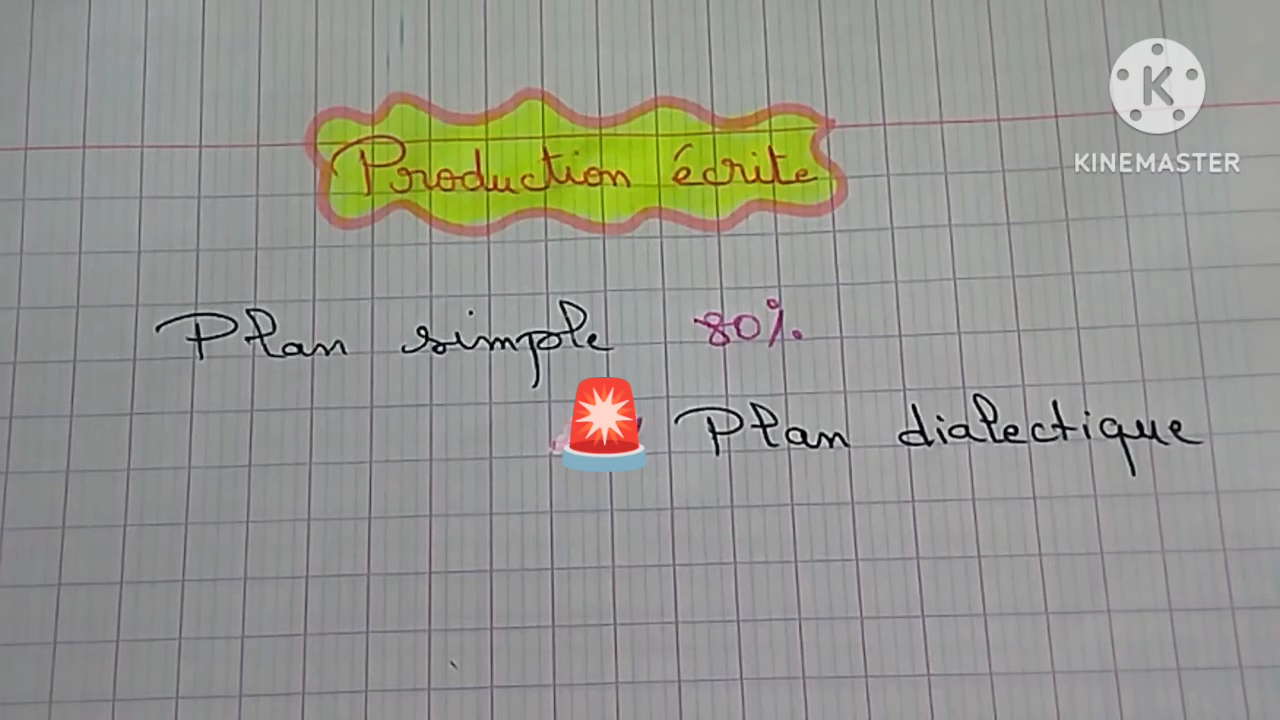 KINEMASTER
Production écrite
Plan simple 80%
Plan dialectique